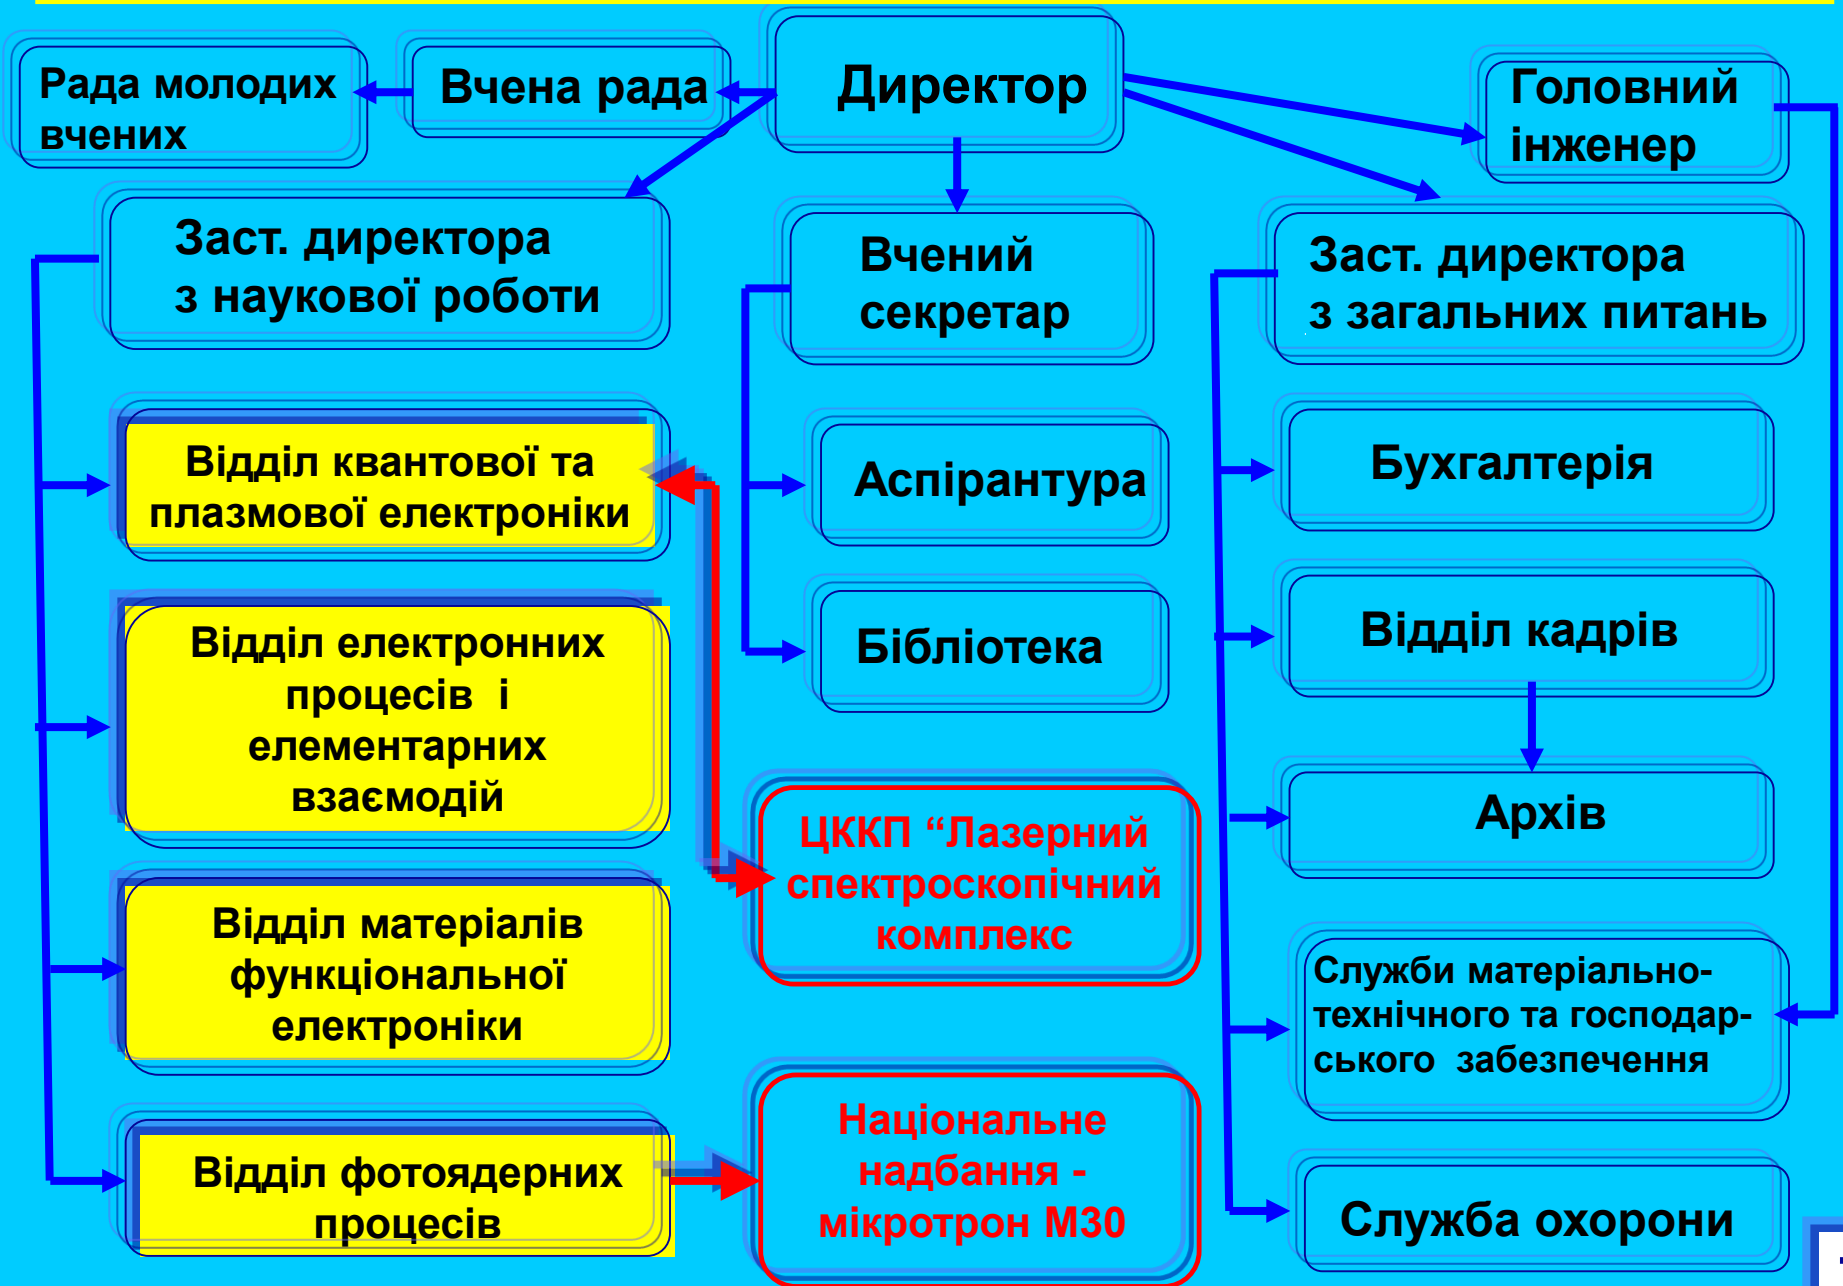 Рада молодих
вчених
Вчена рада
Директор
Головний
інженер
Заст. директора
з наукової роботи
Вчений
секретар
Заст. директора
з загальних питань
Відділ квантової та
плазмової електроніки
Аспірантура
Бухгалтерія
Відділ електронних
процесів і
елементарних
взаємодій
Бібліотека
Відділ кадрів
Архів
ЦККП “Лазерний
спектроскопічний
комплекс
Відділ матеріалів
функціональної
електроніки
Служби матеріально-
технічного та господар-
ського забезпечення
Національне
надбання -
мікротрон М30
Відділ фотоядерних
процесів
Служба охорони